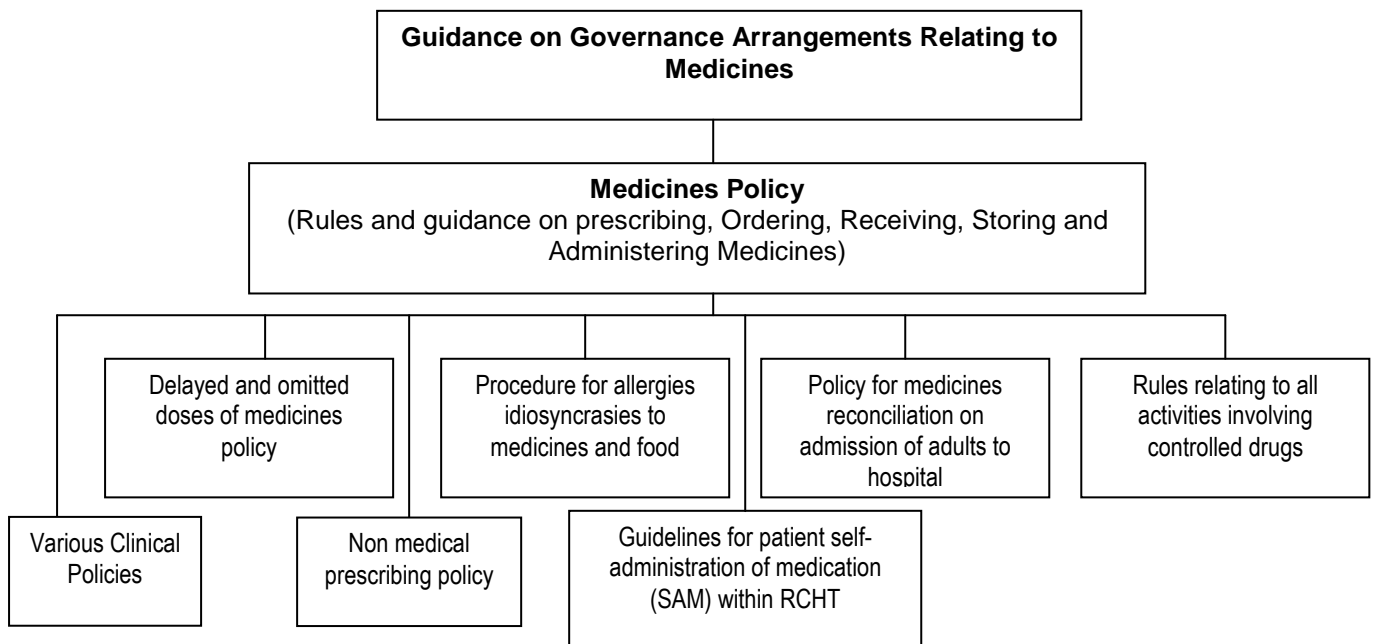 Guidance on Governance Arrangements Relating to
Medicines
Medicines Policy
(Rules and guidance on prescribing, Ordering, Receiving, Storing and
Administering Medicines)
Delayed and omitted
doses of medicines
policy
Procedure for allergies
idiosyncrasies to
medicines and food
Policy for medicines
reconciliation on
admission of adults to
hospital
Rules relating to all
activities involving
controlled drugs
Various Clinical
Policies
Non medical
prescribing policy
Guidelines for patient self-
administration of medication
(SAM) within RCHT